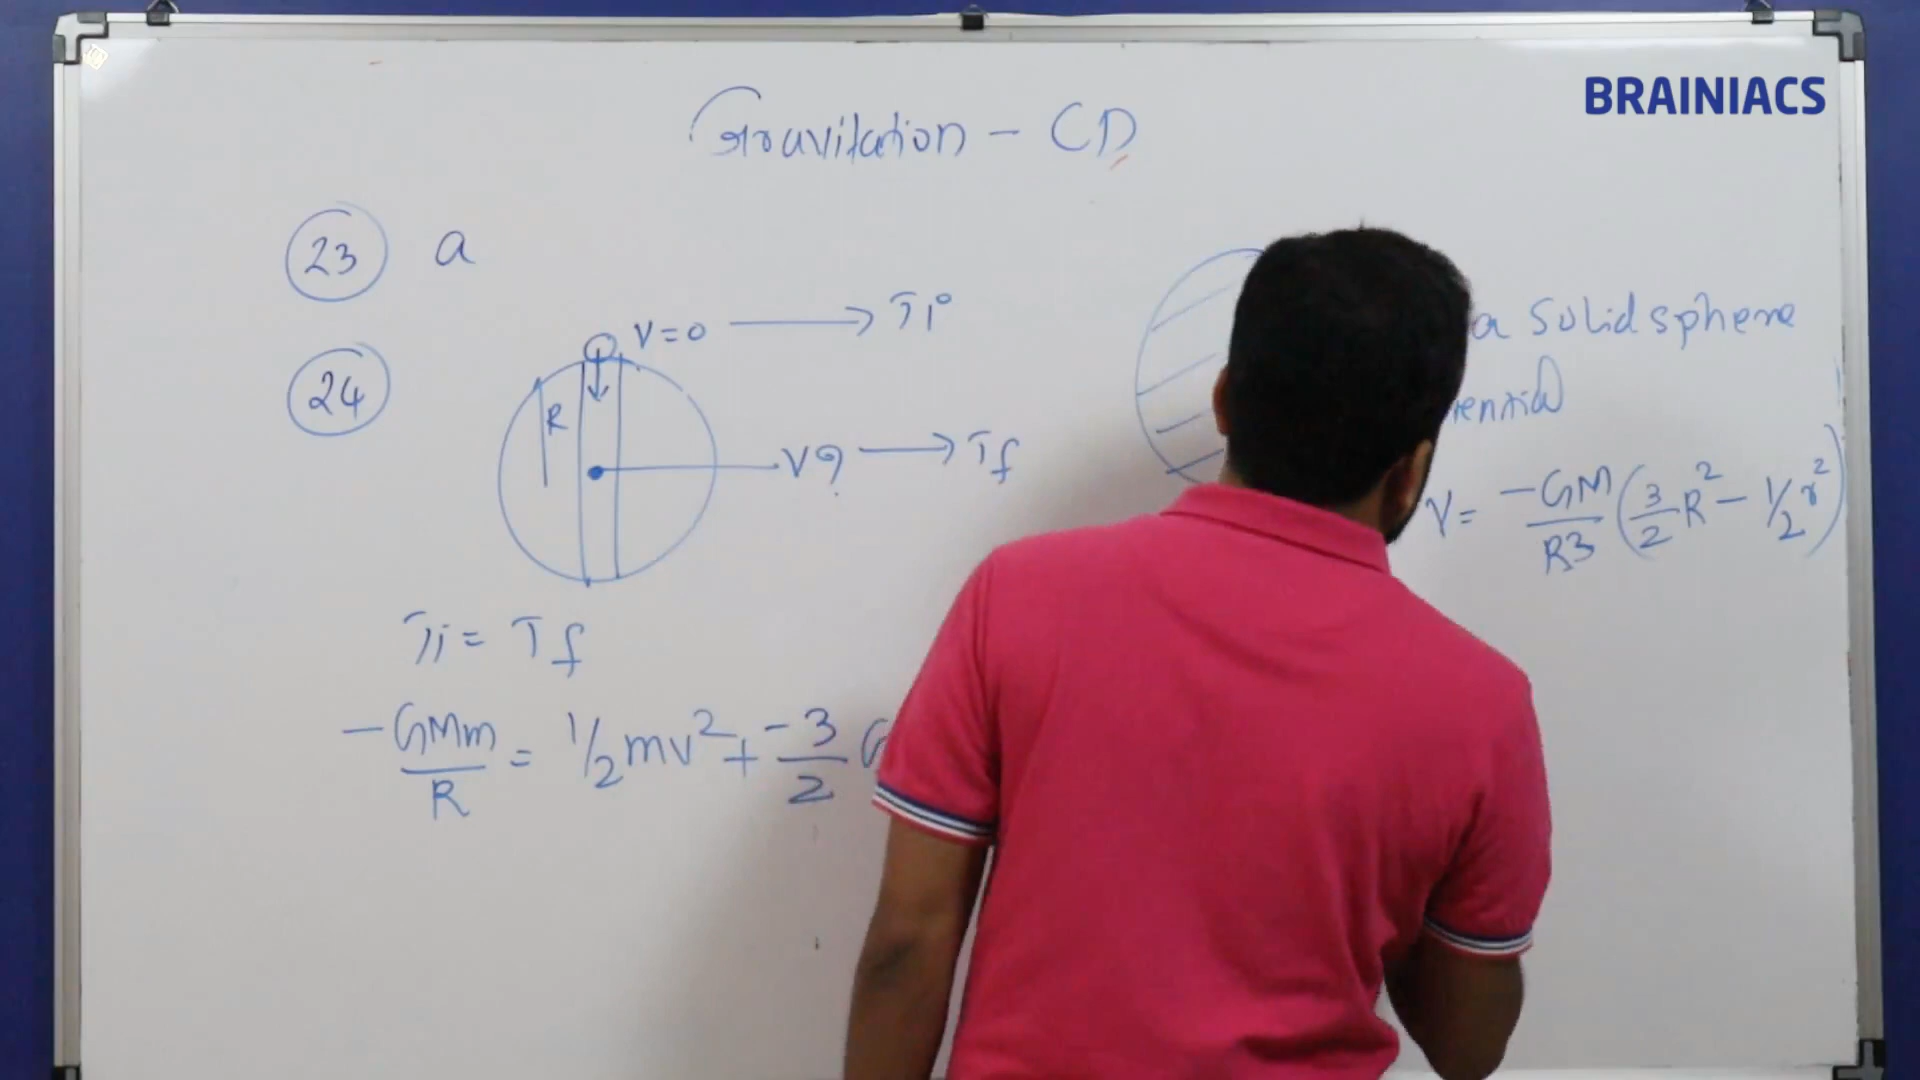 BRAINIACS
Gravitation - CD
23 a
24
V=0 → Ti
R
V? → Tf
Ti = Tf
-GMm/R = 1/2 mv² + -3/2 G
a solid sphere
V = -GM/R3 (3/2 R² - 1/2 r²)